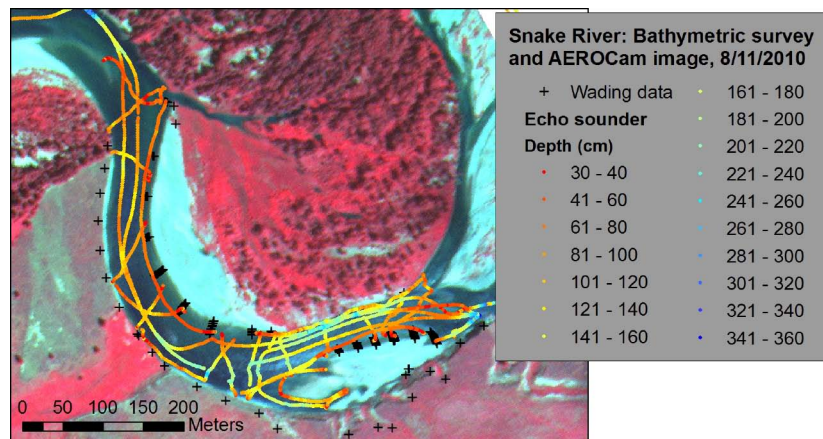 Snake River: Bathymetric survey
and AEROCam image, 8/11/2010
+ Wading data
Echo sounder
Depth (cm)
30 - 40
41 - 60
61 - 80
81 - 100
101 - 120
121 - 140
141 - 160
161 - 180
181 - 200
201 - 220
221 - 240
241 - 260
261 - 280
281 - 300
301 - 320
321 - 340
341 - 360
0 50 100 150 200
Meters